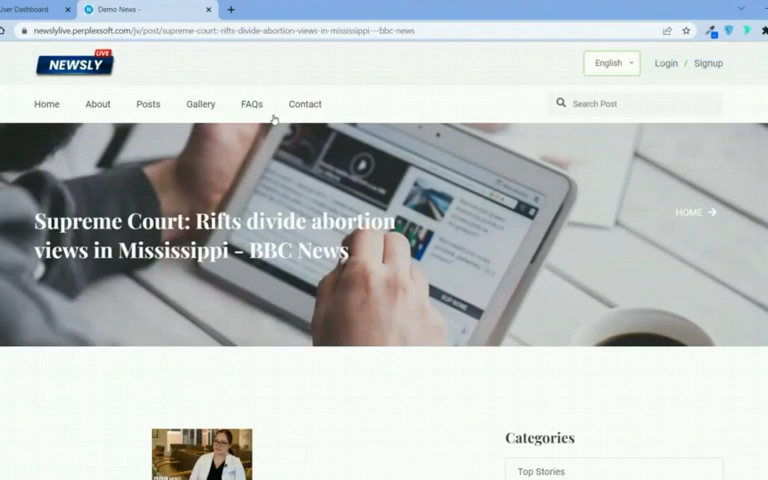 User Dashboard
Demo News -
newslylive.perplexsoft.com/jv/post/supreme-court:-rifts-divide-abortion-views-in-mississippi---bbc-news
NEWSLY LIVE
English
Login / Signup
Home About Posts Gallery FAQs Contact
Search Post
Supreme Court: Rifts divide abortion
views in Mississippi - BBC News
HOME
Categories
Top Stories